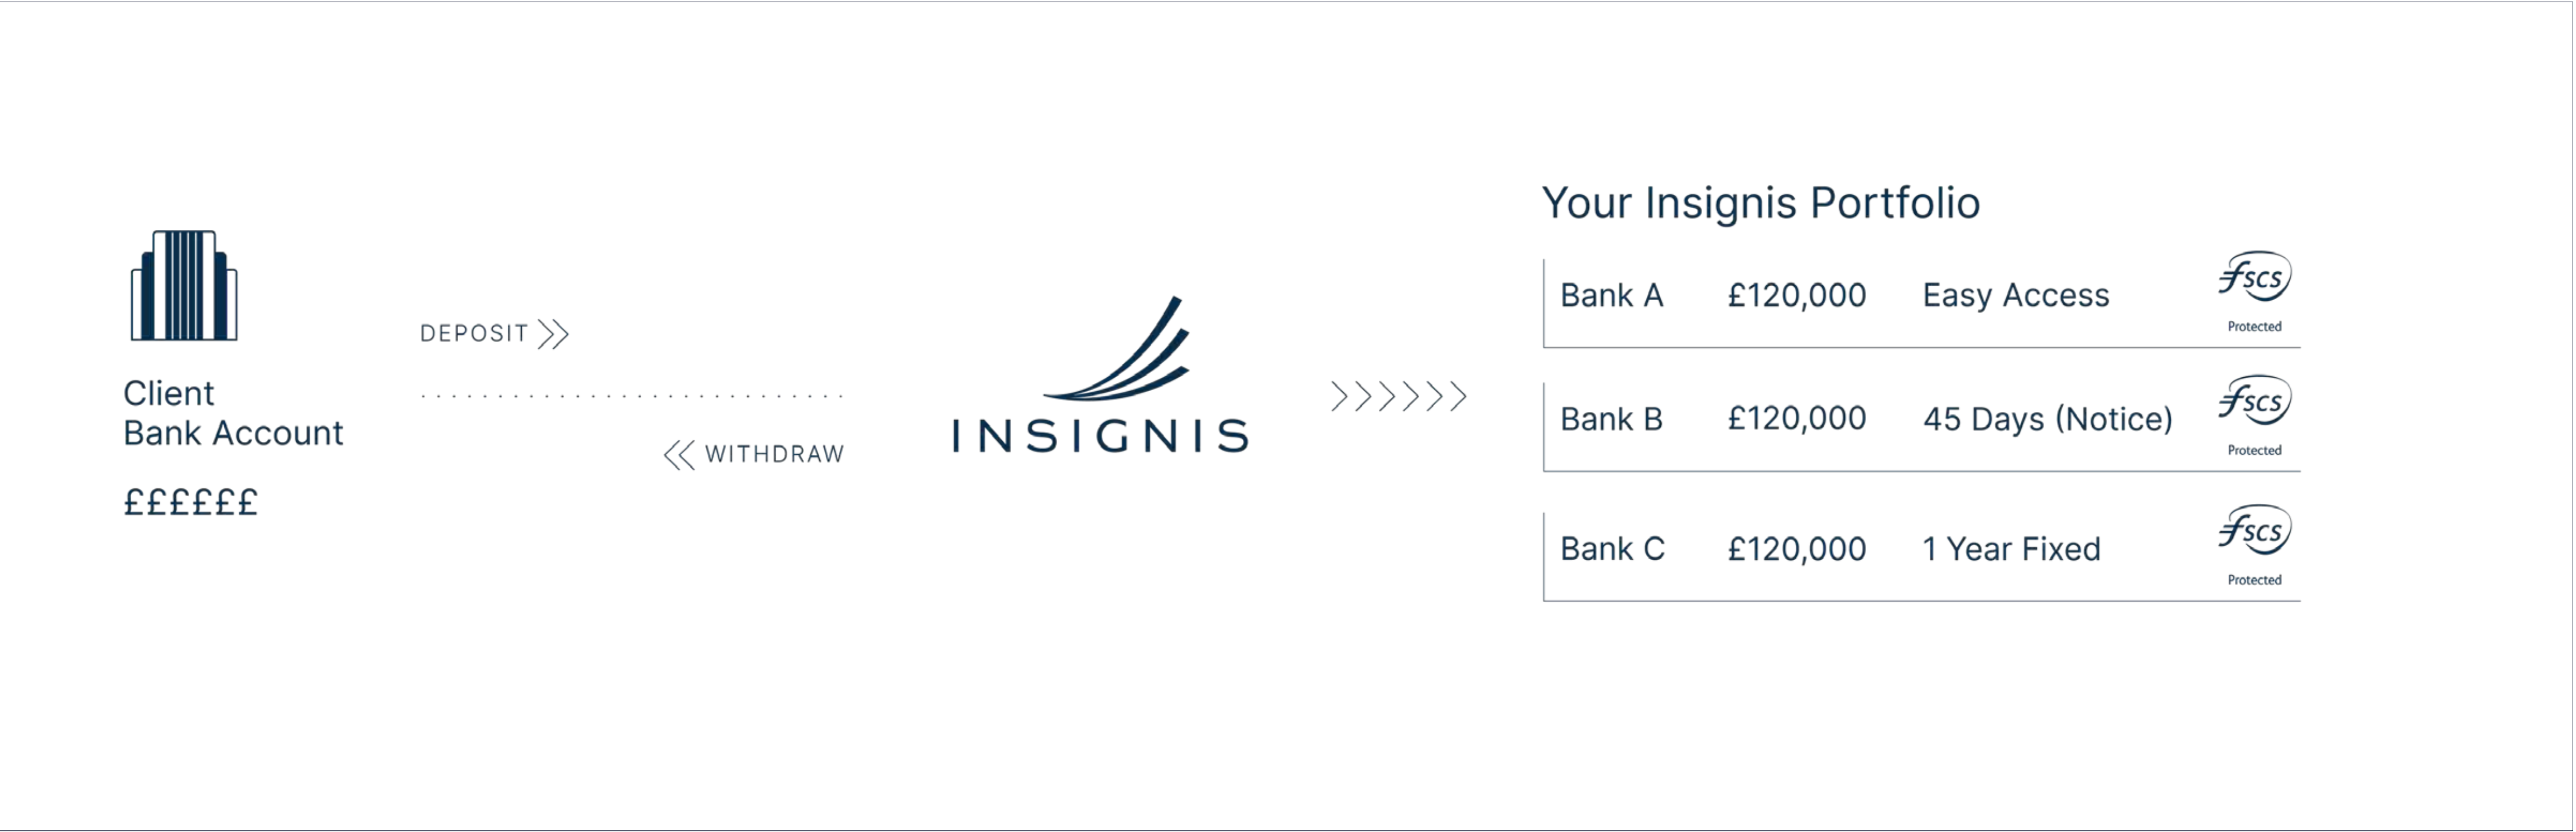 Client
Bank Account
££££££
DEPOSIT
WITHDRAW
INSIGNIS
Your Insignis Portfolio
Bank A £120,000 Easy Access fscs Protected
Bank B £120,000 45 Days (Notice) fscs Protected
Bank C £120,000 1 Year Fixed fscs Protected